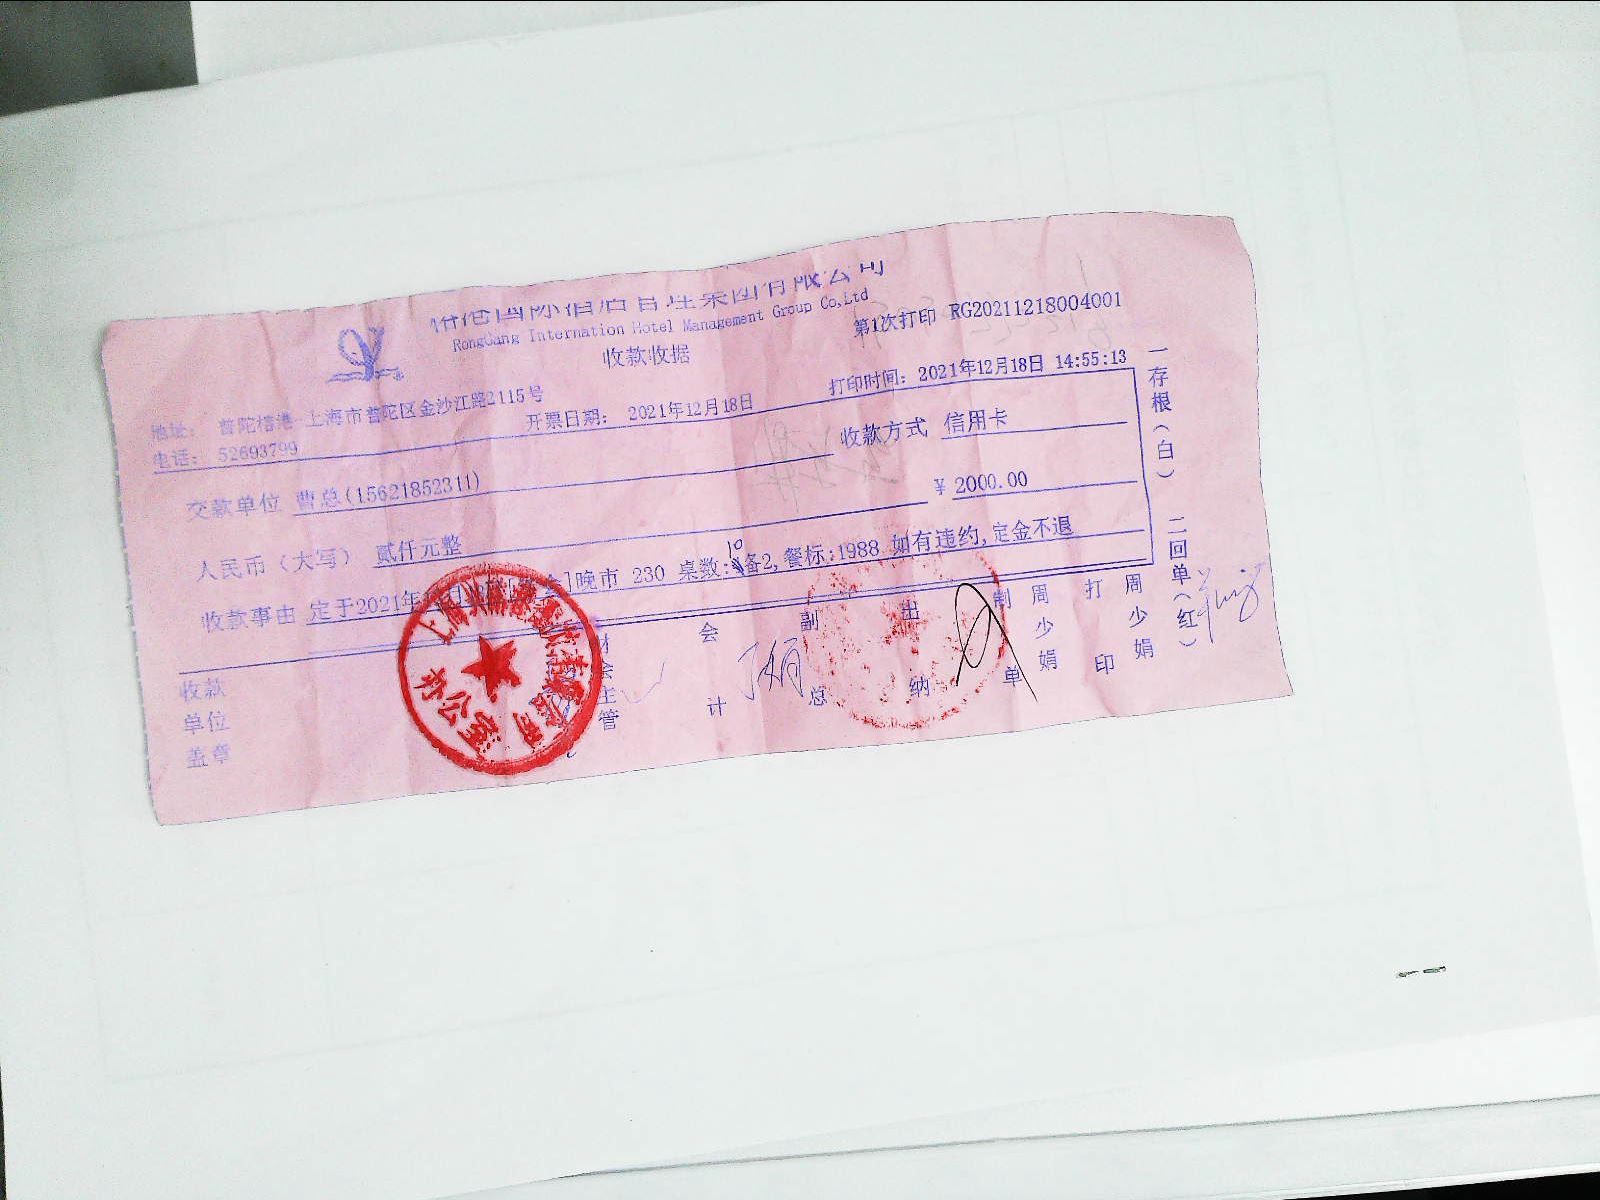 RongGang Internation Hotel Management Group Co,Ltd
收款收据
第1次打印 RG20211218004001
地址: 普陀榕港 上海市普陀区金沙江路2115号
电话: 52693799
开票日期: 2021年12月18日
打印时间: 2021年12月18日 14:55:13
交款单位 曹总(15621852311)
收款方式 信用卡
人民币(大写) 贰仟元整
¥ 2000.00
收款事由 定于2021年
]晚市 230 桌数: 10 备2,餐标:1988 如有违约,定金不退
收款
单位
盖章
办公室
财会主管
会计
副总
出纳
制单
周少娟
打印
周少娟
一存根(白)
二回单(红)